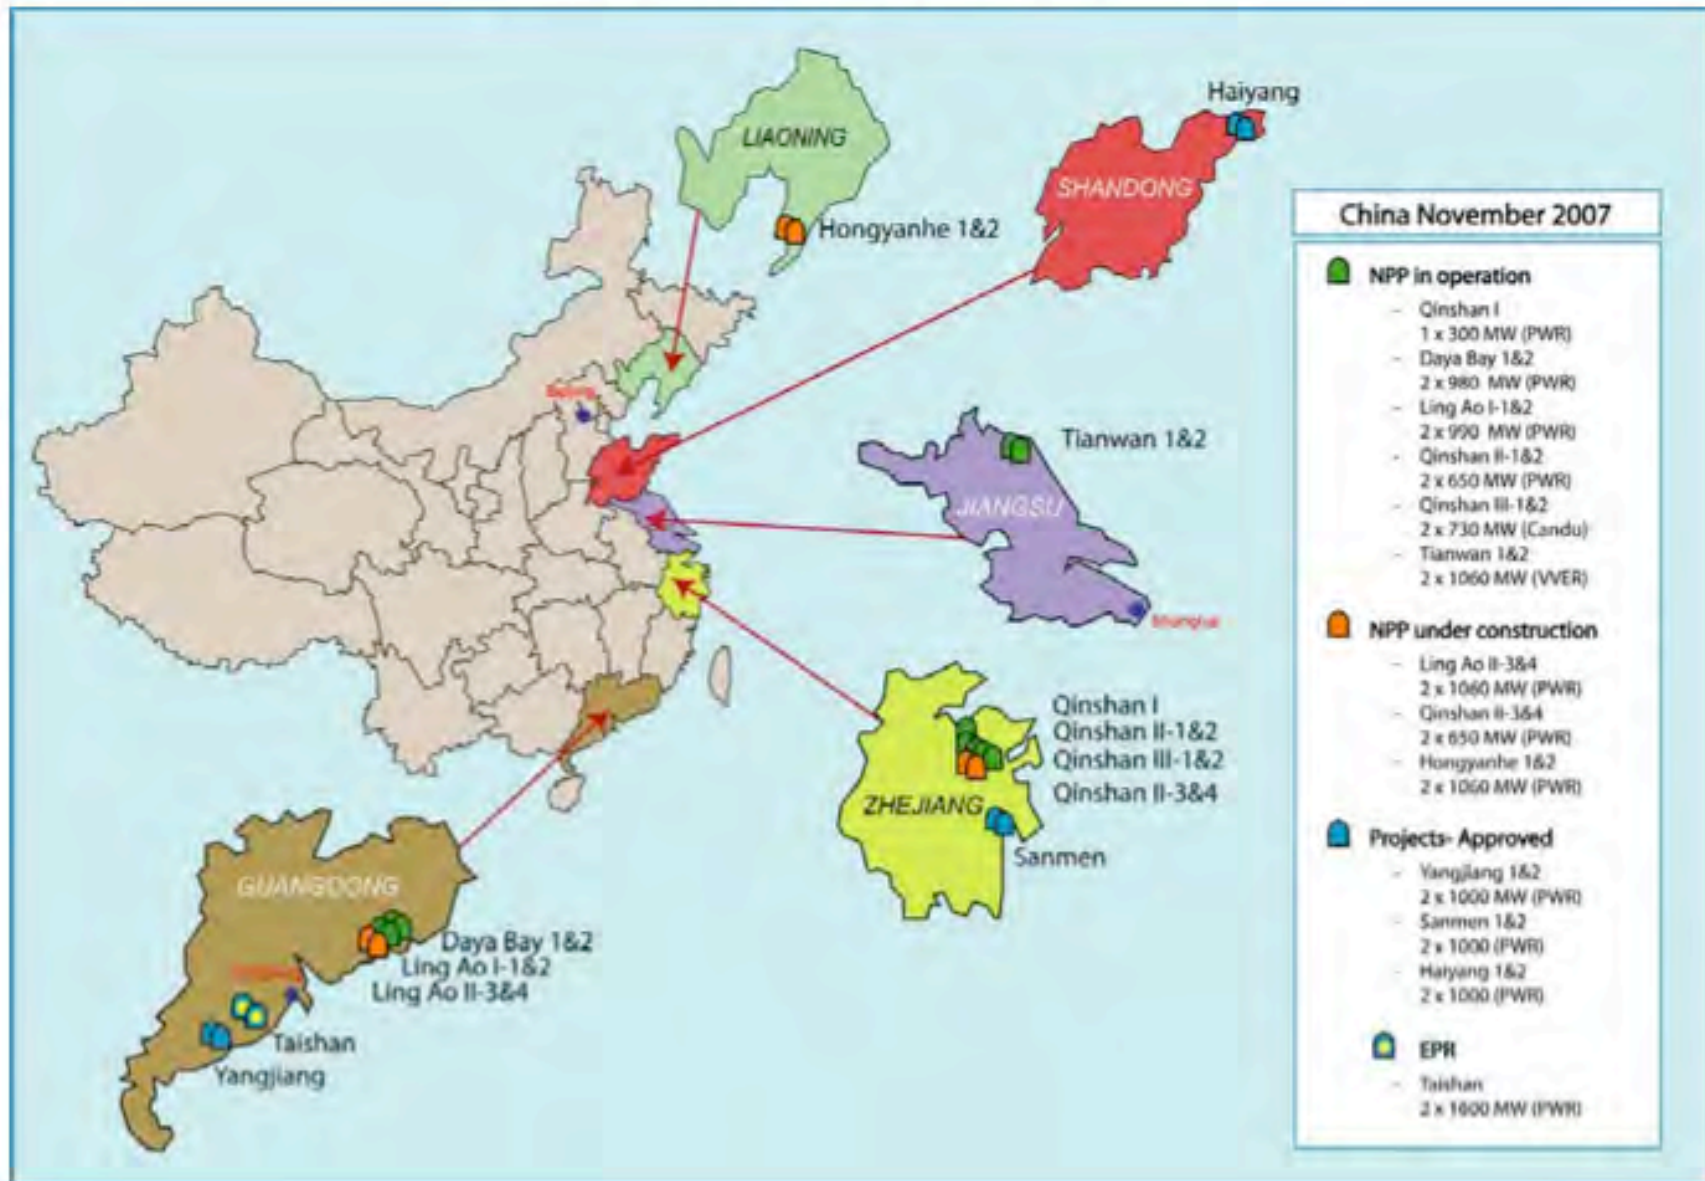 LIAONING
Hongyanhe 1&2
Haiyang
SHANDONG
Beijing
Tianwan 1&2
JIANGSU
Shanghai
Qinshan I
Qinshan II-1&2
Qinshan III-1&2
Qinshan II-3&4
ZHEJIANG
Sanmen
GUANGDONG
Daya Bay 1&2
Ling Ao I-1&2
Ling Ao II-3&4
Taishan
Yangjiang
China November 2007
NPP in operation
- Qinshan I
1 x 300 MW (PWR)
- Daya Bay 1&2
2 x 980 MW (PWR)
- Ling Ao I-1&2
2 x 990 MW (PWR)
- Qinshan II-1&2
2 x 650 MW (PWR)
- Qinshan III-1&2
2 x 730 MW (Candu)
- Tianwan 1&2
2 x 1060 MW (VVER)
NPP under construction
- Ling Ao II-3&4
2 x 1060 MW (PWR)
- Qinshan II-3&4
2 x 650 MW (PWR)
- Hongyanhe 1&2
2 x 1060 MW (PWR)
Projects- Approved
- Yangjiang 1&2
2 x 1000 MW (PWR)
- Sanmen 1&2
2 x 1000 (PWR)
- Haiyang 1&2
2 x 1000 (PWR)
EPR
- Taishan
2 x 1600 MW (PWR)